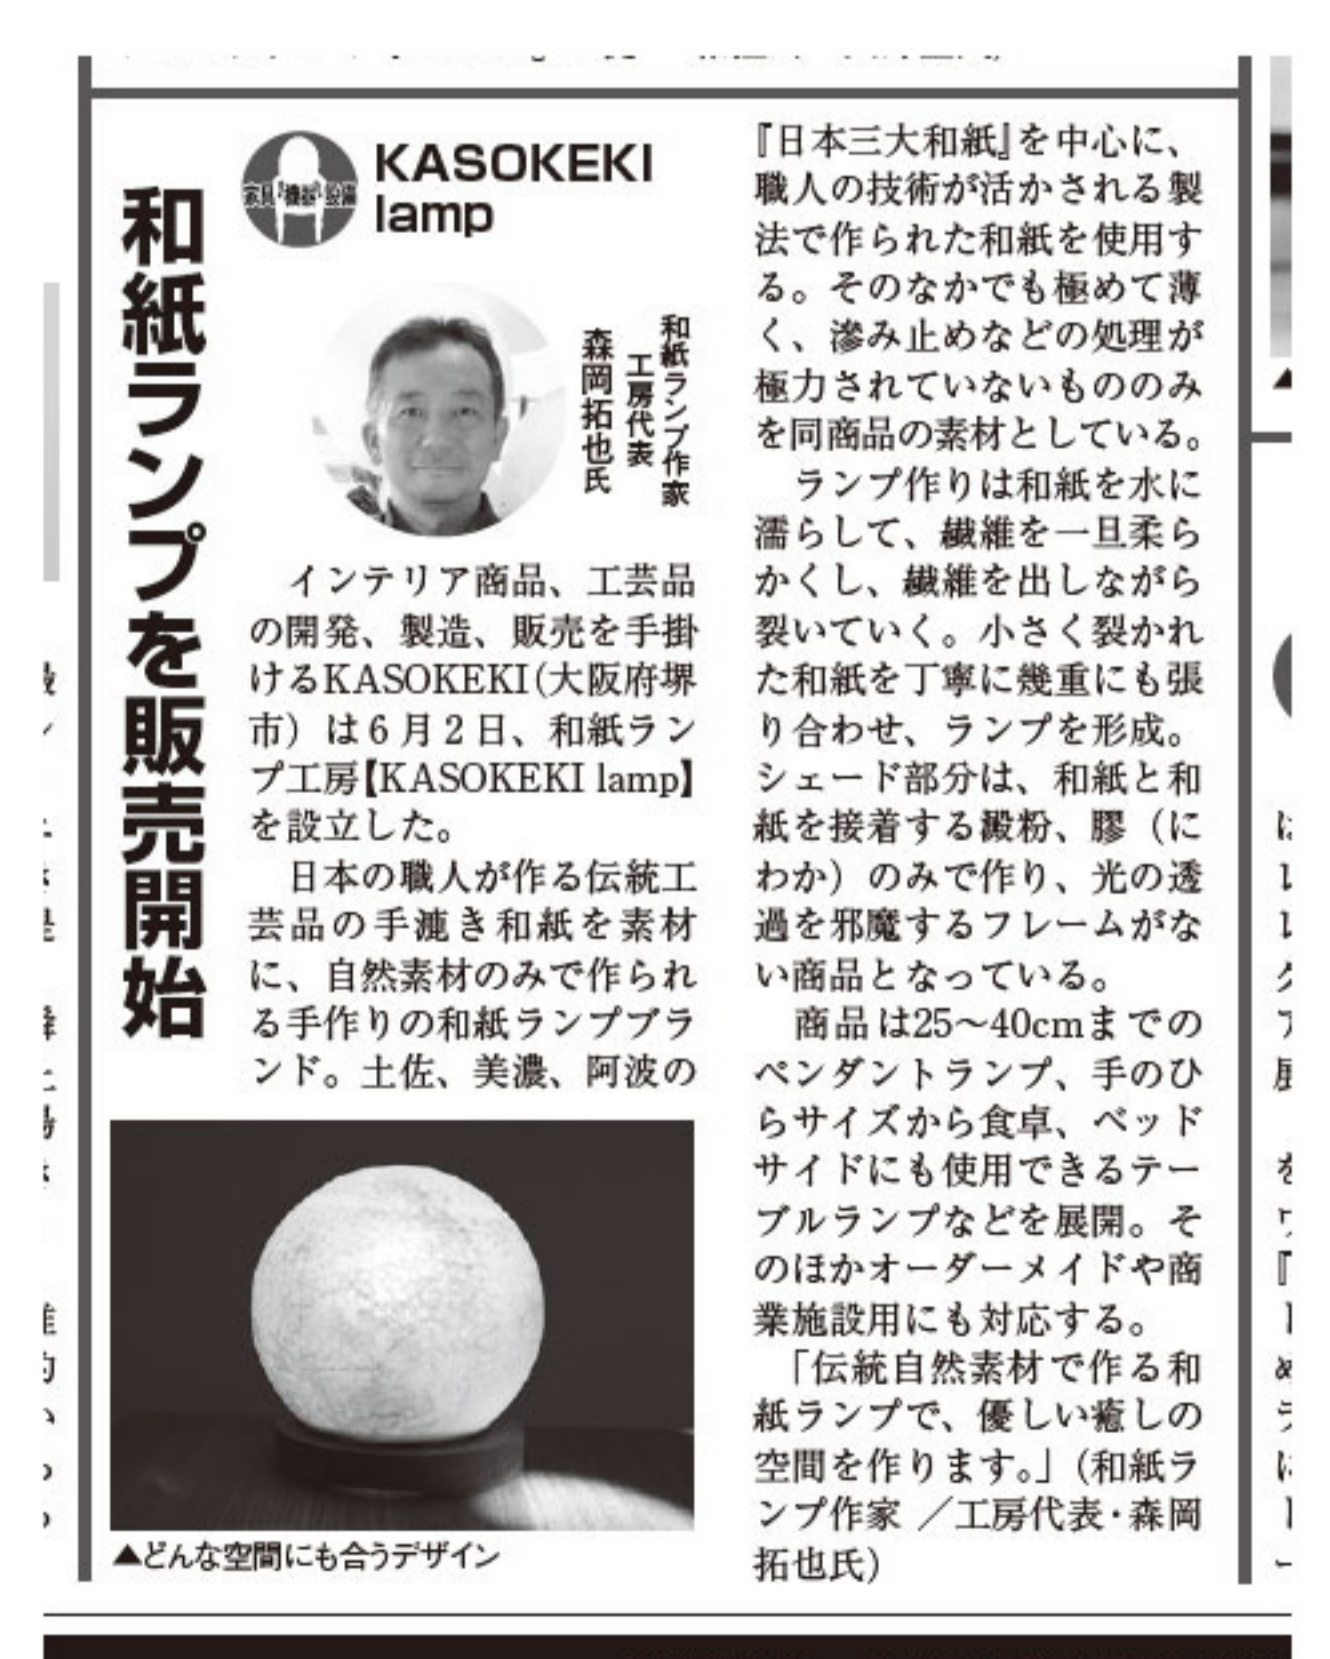 和紙ランプを販売開始
家具・機器・設備
KASOKEKI
lamp
和紙ランプ作家
工房代表
森岡拓也氏
インテリア商品、工芸品
の開発、製造、販売を手掛
けるKASOKEKI(大阪府堺
市）は６月２日、和紙ラン
プ工房【KASOKEKI lamp】
を設立した。
日本の職人が作る伝統工
芸品の手漉き和紙を素材
に、自然素材のみで作られ
る手作りの和紙ランプブラ
ンド。土佐、美濃、阿波の
▲どんな空間にも合うデザイン
『日本三大和紙』を中心に、
職人の技術が活かされる製
法で作られた和紙を使用す
る。そのなかでも極めて薄
く、滲み止めなどの処理が
極力されていないもののみ
を同商品の素材としている。
ランプ作りは和紙を水に
濡らして、繊維を一旦柔ら
かくし、繊維を出しながら
裂いていく。小さく裂かれ
た和紙を丁寧に幾重にも張
り合わせ、ランプを形成。
シェード部分は、和紙と和
紙を接着する澱粉、膠（に
わか）のみで作り、光の透
過を邪魔するフレームがな
い商品となっている。
商品は25〜40cmまでの
ペンダントランプ、手のひ
らサイズから食卓、ベッド
サイドにも使用できるテー
ブルランプなどを展開。そ
のほかオーダーメイドや商
業施設用にも対応する。
「伝統自然素材で作る和
紙ランプで、優しい癒しの
空間を作ります。」（和紙ラ
ンプ作家 ／工房代表・森岡
拓也氏）